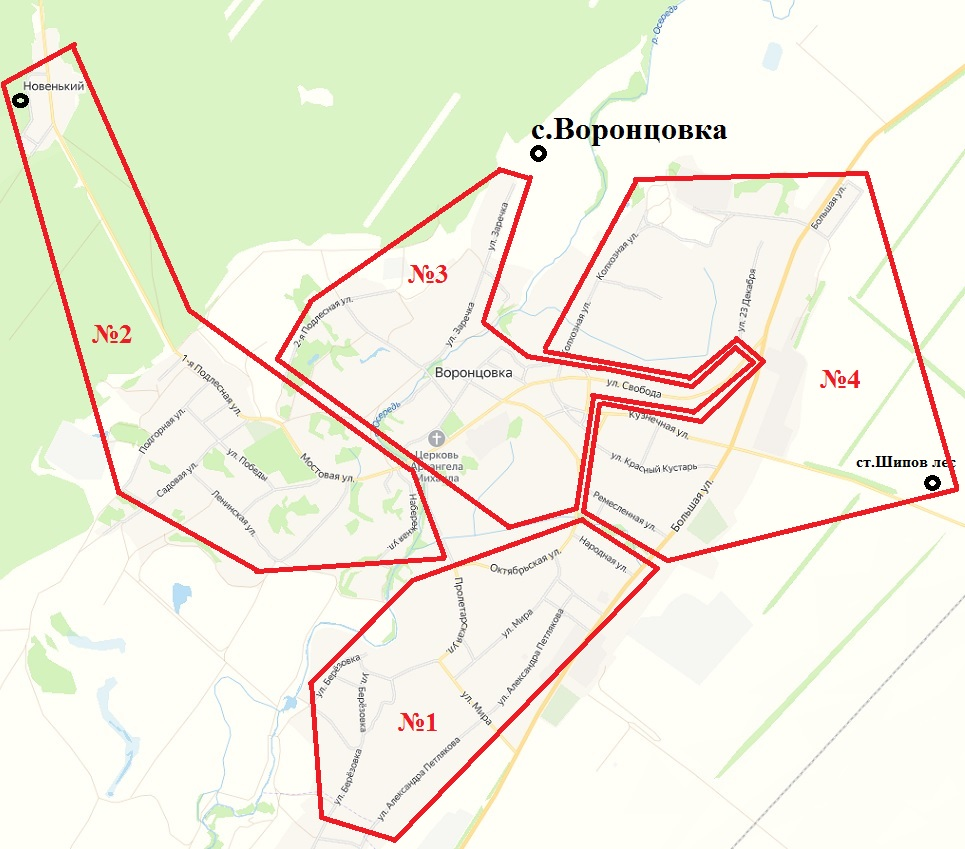 р. Осередь
Новенький
с.Воронцовка
Большая ул.
ул. Заречка
Колхозная ул.
№3
ул. 23 Декабря
2-я Подлесная ул.
ул. Заречка
Колхозная ул.
№2
1-я Подлесная ул.
Воронцовка
№4
ул. Свобода
Осередь
Подгорная ул.
Кузнечная ул.
Церковь
Архангела
Михаила
ул. Победы
Мостовая ул.
ул. Красный Кустарь
ст.Шипов лес
Садовая ул.
Ленинская ул.
Набережная ул.
Ремесленная ул.
Большая ул.
Октябрьская ул.
Народная ул.
Пролетарская ул.
ул. Мира
ул. Александра Петлякова
ул. Берёзовка
ул. Берёзовка
ул. Мира
№1
ул. Берёзовка
ул. Александра Петлякова